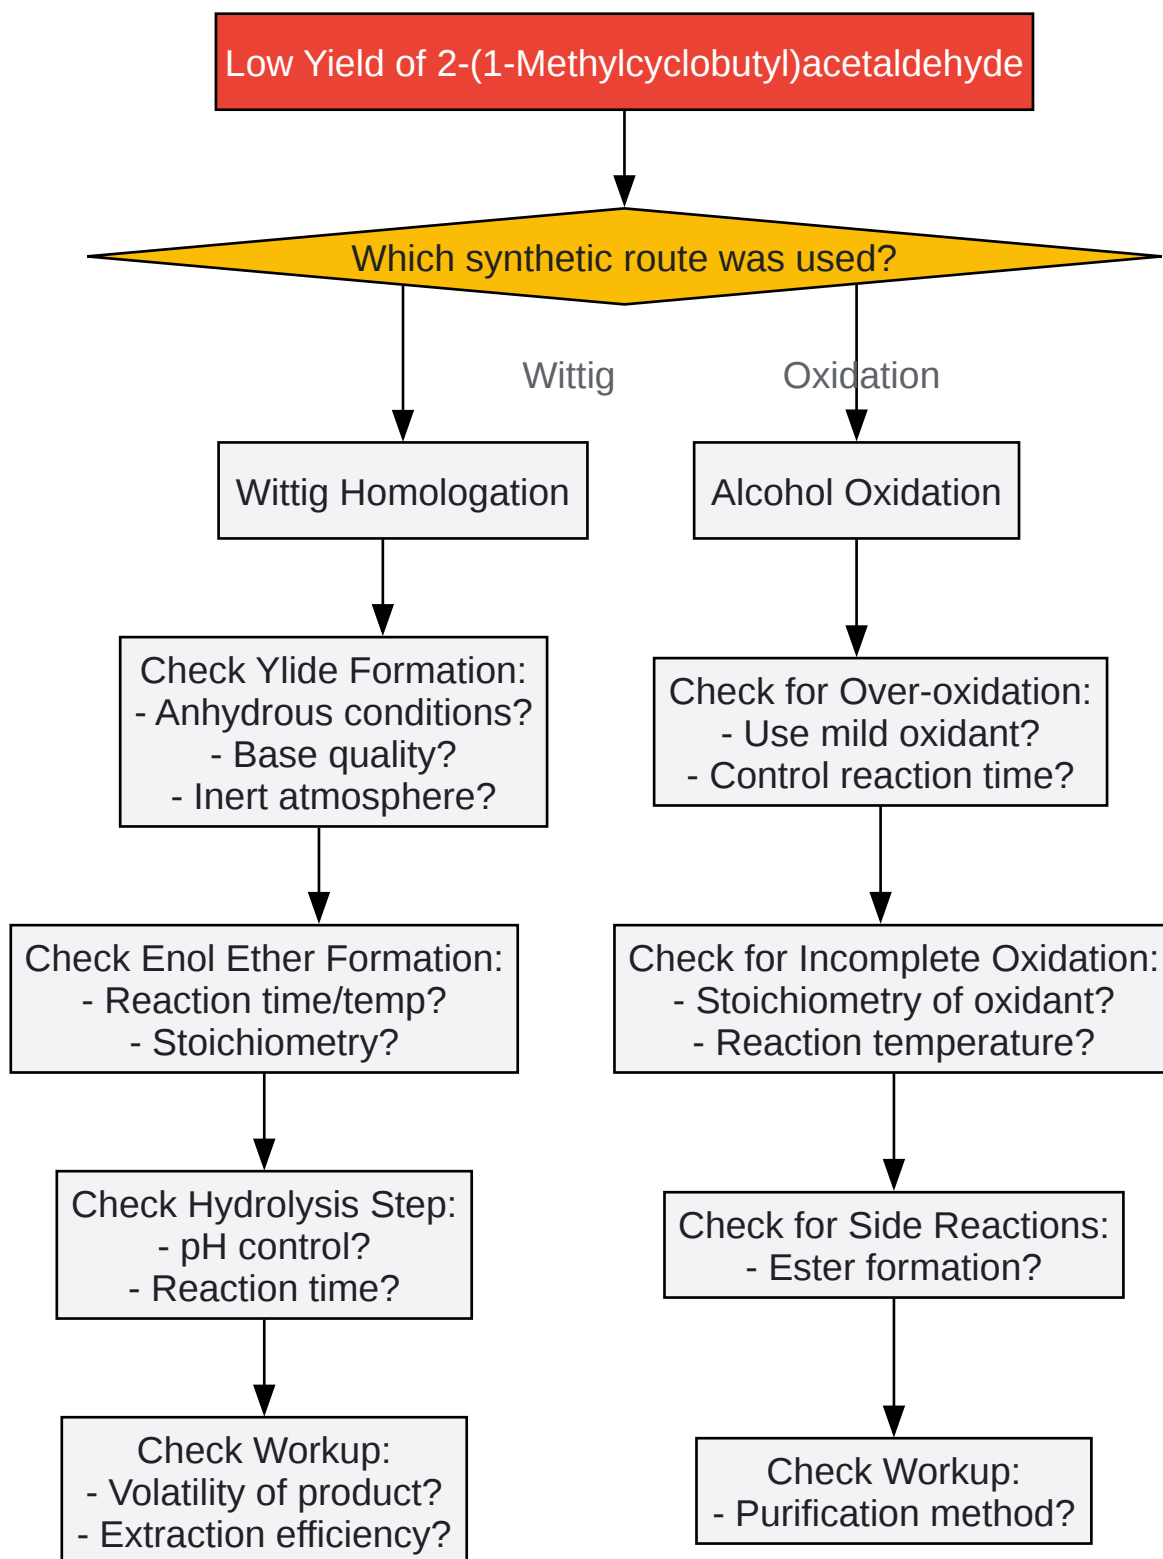 Low Yield of 2-(1-Methylcyclobutyl)acetaldehyde
Which synthetic route was used?
Wittig
Oxidation
Wittig Homologation
Alcohol Oxidation
Check Ylide Formation:
- Anhydrous conditions?
- Base quality?
- Inert atmosphere?
Check for Over-oxidation:
- Use mild oxidant?
- Control reaction time?
Check Enol Ether Formation:
- Reaction time/temp?
- Stoichiometry?
Check for Incomplete Oxidation:
- Stoichiometry of oxidant?
- Reaction temperature?
Check Hydrolysis Step:
- pH control?
- Reaction time?
Check for Side Reactions:
- Ester formation?
Check Workup:
- Volatility of product?
- Extraction efficiency?
Check Workup:
- Purification method?